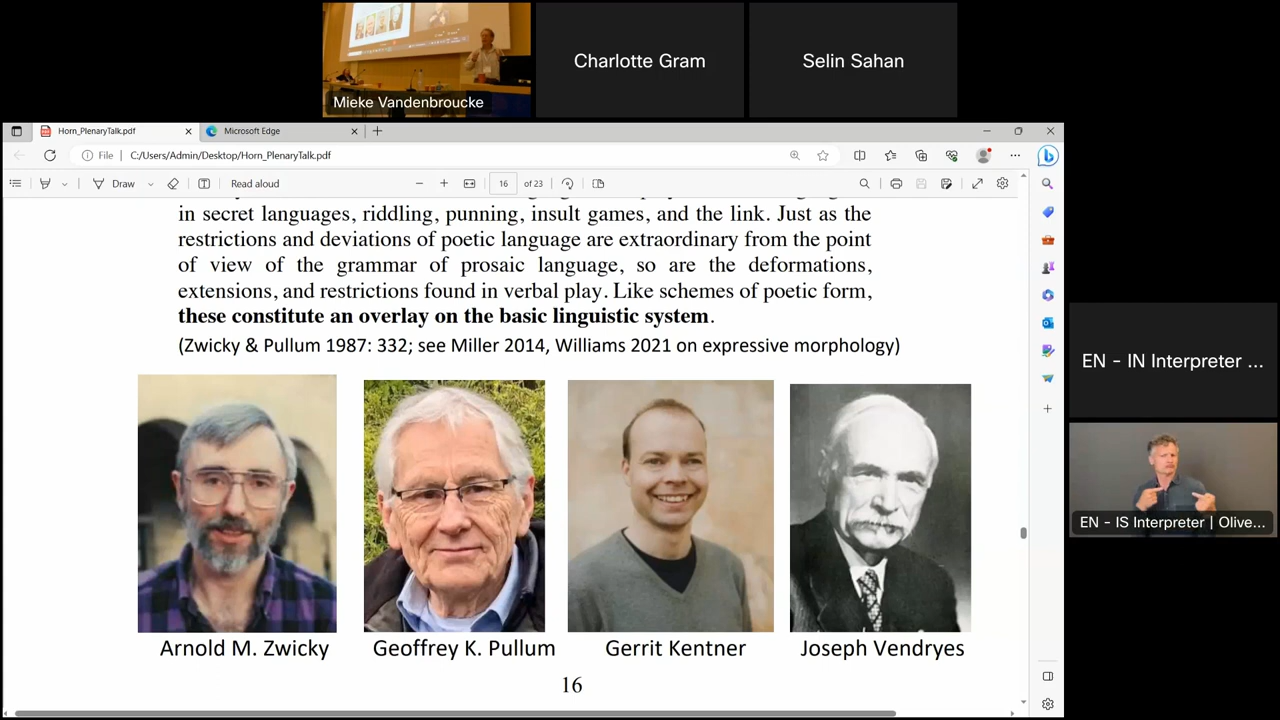 Mieke Vandenbroucke
Charlotte Gram
Selin Sahan
Horn_PlenaryTalk.pdf
Microsoft Edge
File
C:/Users/Admin/Desktop/Horn_PlenaryTalk.pdf
Draw
Read aloud
16
of 23
in secret languages, riddling, punning, insult games, and the link. Just as the
restrictions and deviations of poetic language are extraordinary from the point
of view of the grammar of prosaic language, so are the deformations,
extensions, and restrictions found in verbal play. Like schemes of poetic form,
these constitute an overlay on the basic linguistic system.
(Zwicky & Pullum 1987: 332; see Miller 2014, Williams 2021 on expressive morphology)
Arnold M. Zwicky
Geoffrey K. Pullum
Gerrit Kentner
Joseph Vendryes
16
EN - IN Interpreter ...
EN - IS Interpreter | Olive...